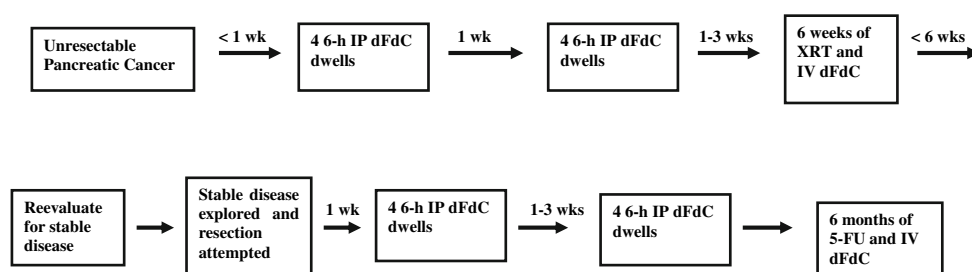 Unresectable
Pancreatic Cancer
< 1 wk
4 6-h IP dFdC
dwells
1 wk
4 6-h IP dFdC
dwells
1-3 wks
6 weeks of
XRT and
IV dFdC
< 6 wks
Reevaluate
for stable
disease
Stable disease
explored and
resection
attempted
1 wk
4 6-h IP dFdC
dwells
1-3 wks
4 6-h IP dFdC
dwells
6 months of
5-FU and IV
dFdC